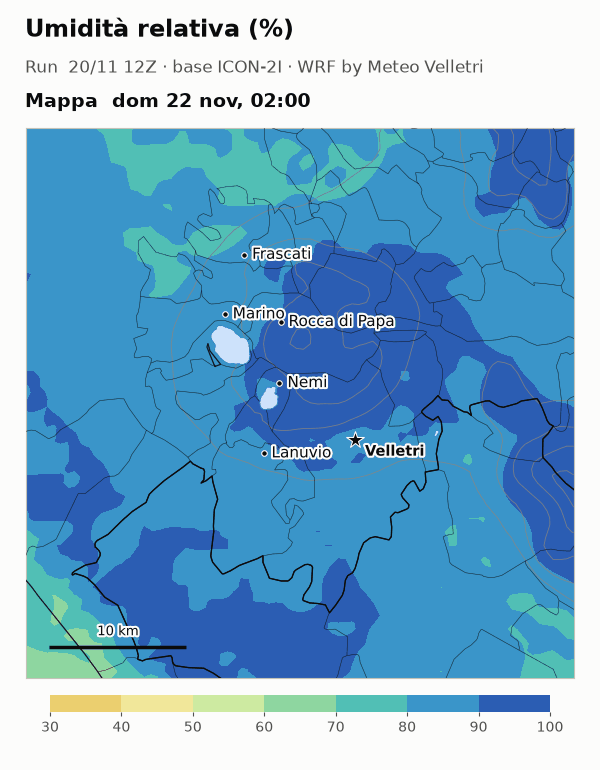 Umidità relativa (%)
Run  20/11 12Z · base ICON-2I · WRF by Meteo Velletri
Mappa  dom 22 nov, 02:00
Frascati
Marino
Rocca di Papa
Nemi
Velletri
Lanuvio
10 km
30 40 50 60 70 80 90 100